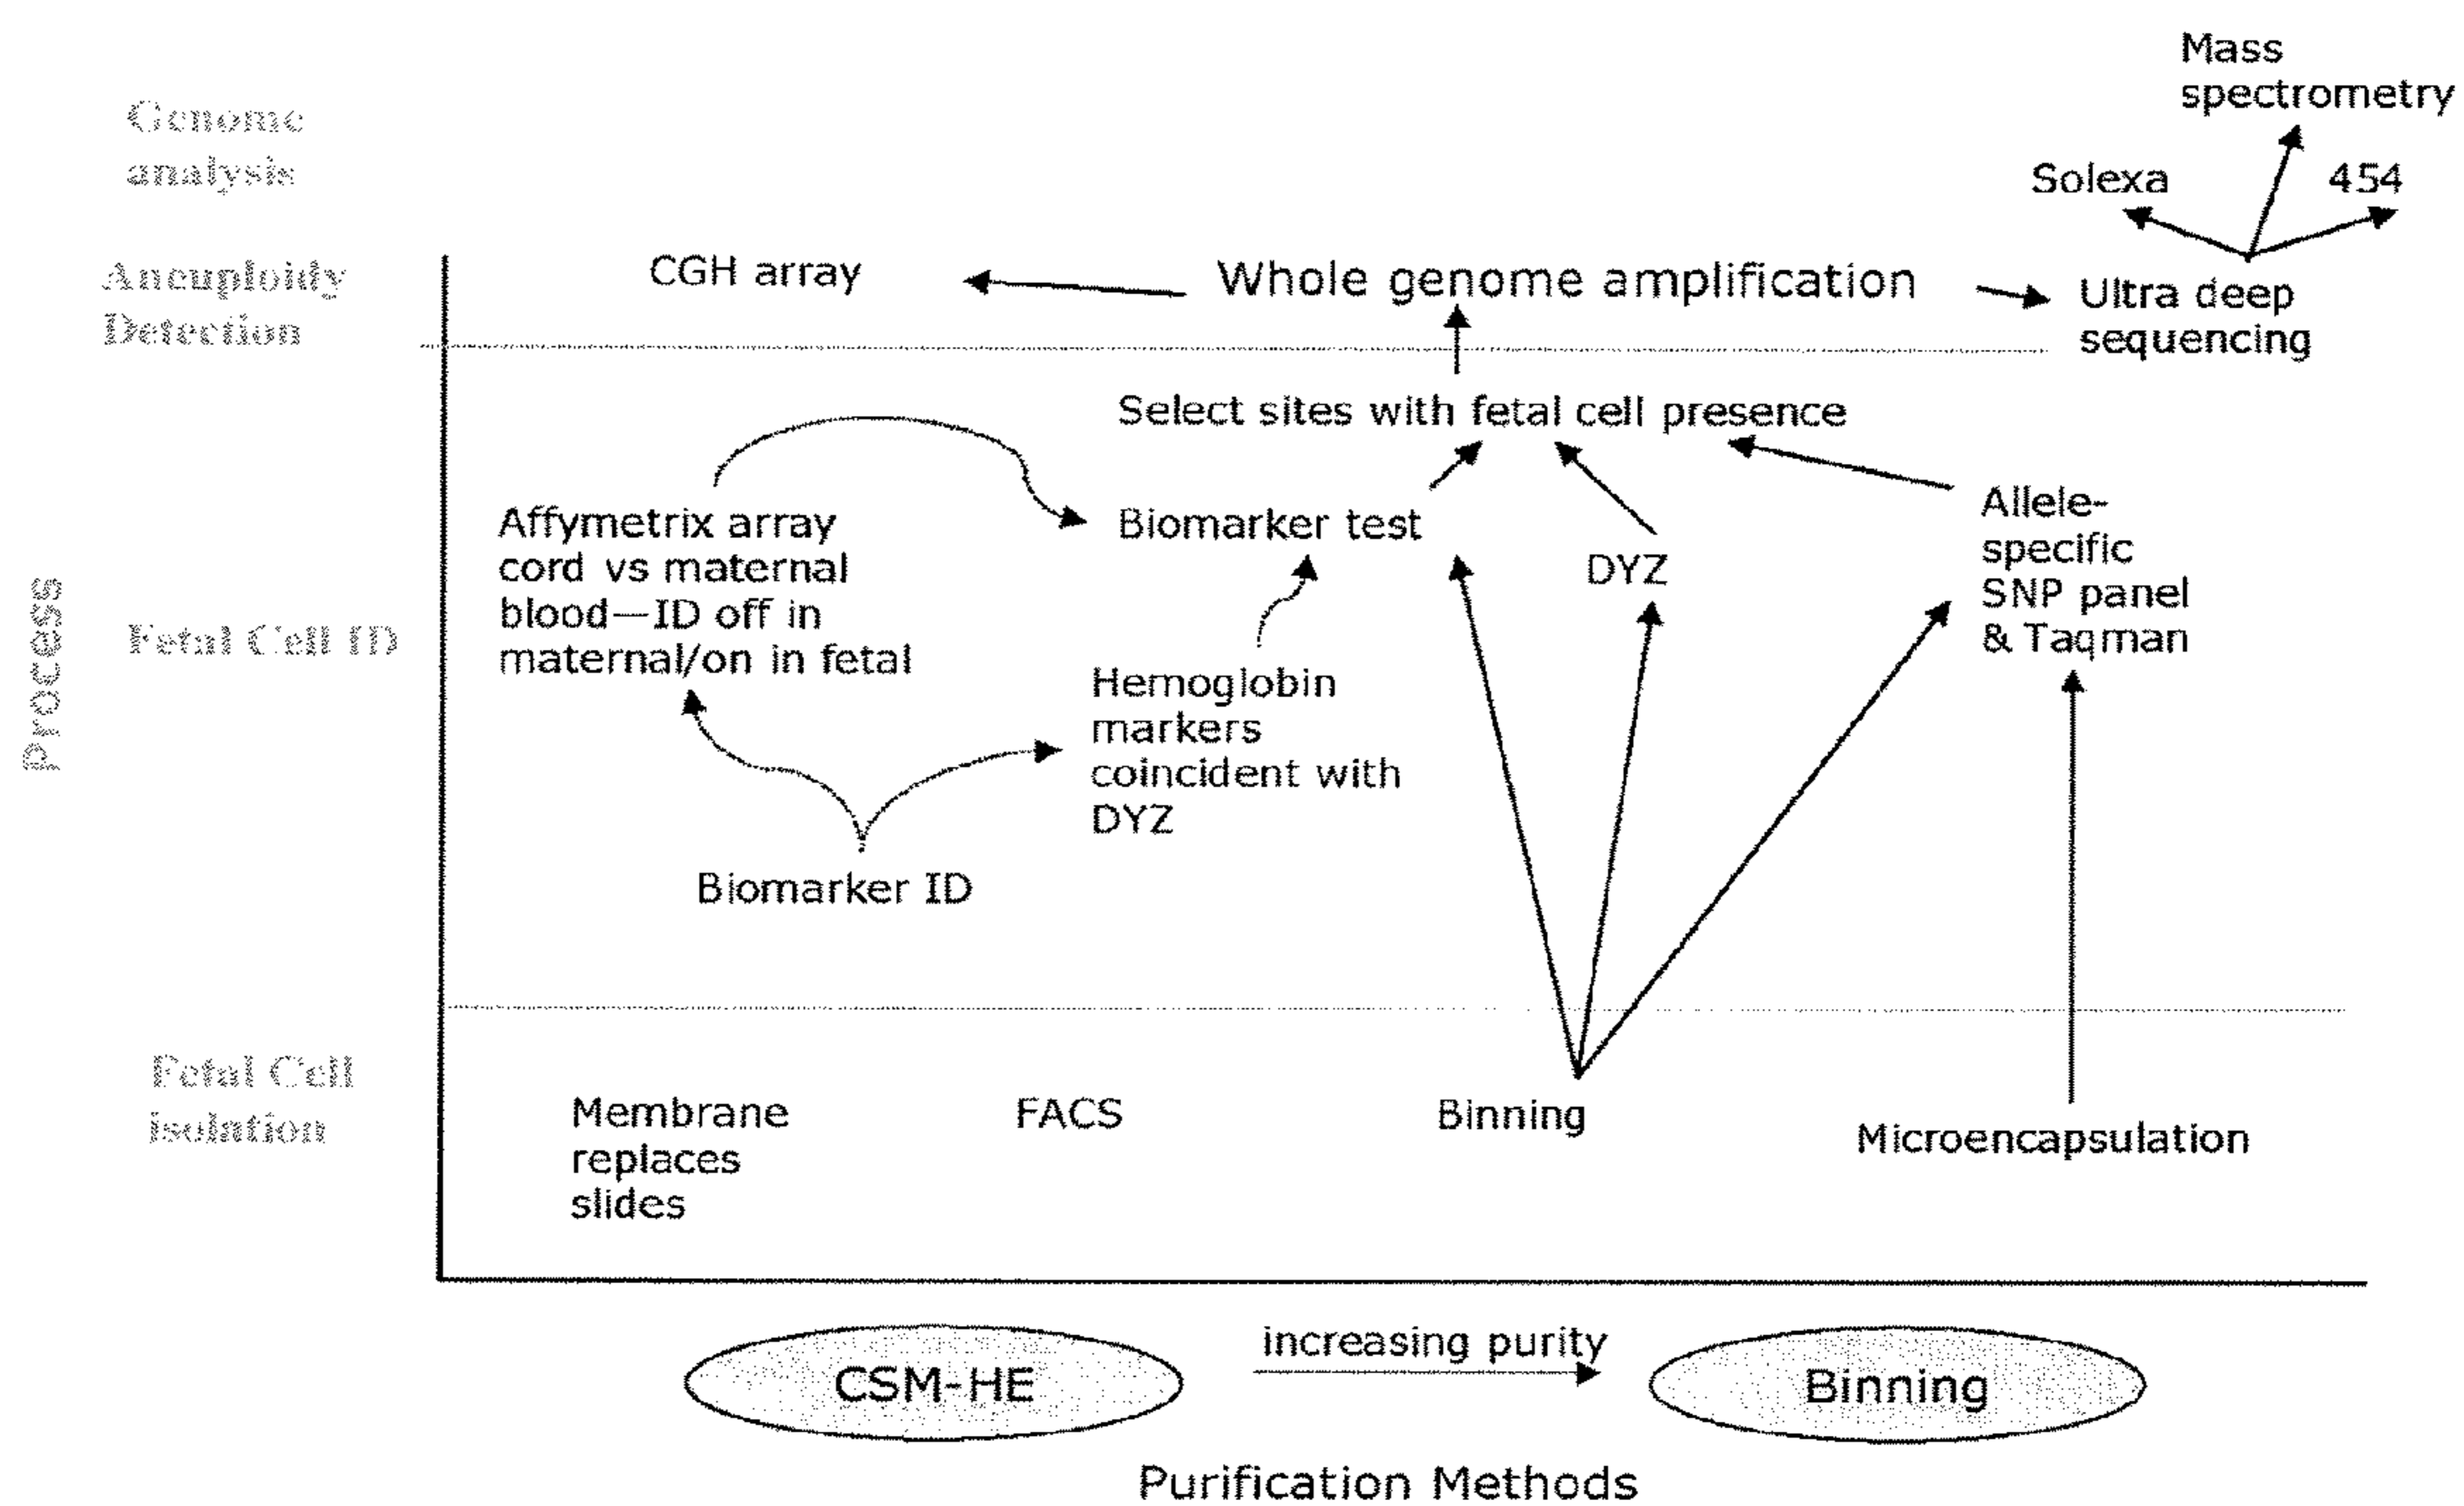 Mass
spectrometry
Genome
analysis
Solexa
454
Aneuploidy
Detection
CGH array
Whole genome amplification
Ultra deep
sequencing
Select sites with fetal cell presence
Affymetrix array
cord vs maternal
blood—ID off in
maternal/on in fetal
Biomarker test
DYZ
Allele-
specific
SNP panel
& Taqman
Process
Fetal Cell ID
Hemoglobin
markers
coincident with
DYZ
Biomarker ID
Fetal Cell
isolation
Membrane
replaces
slides
FACS
Binning
Microencapsulation
CSM-HE
increasing purity
Binning
Purification Methods